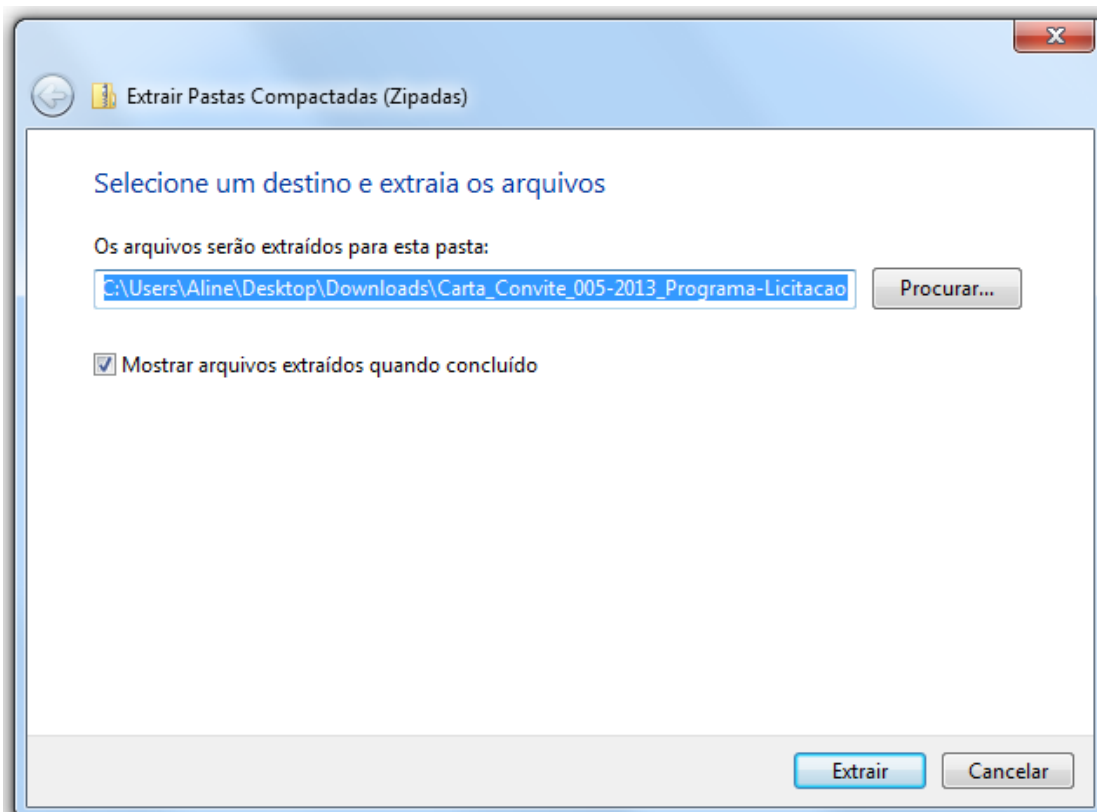 Extrair Pastas Compactadas (Zipadas)
Selecione um destino e extraia os arquivos
Os arquivos serão extraídos para esta pasta:
C:\Users\Aline\Desktop\Downloads\Carta_Convite_005-2013_Programa-Licitacao Procurar...
Mostrar arquivos extraídos quando concluído
Extrair Cancelar